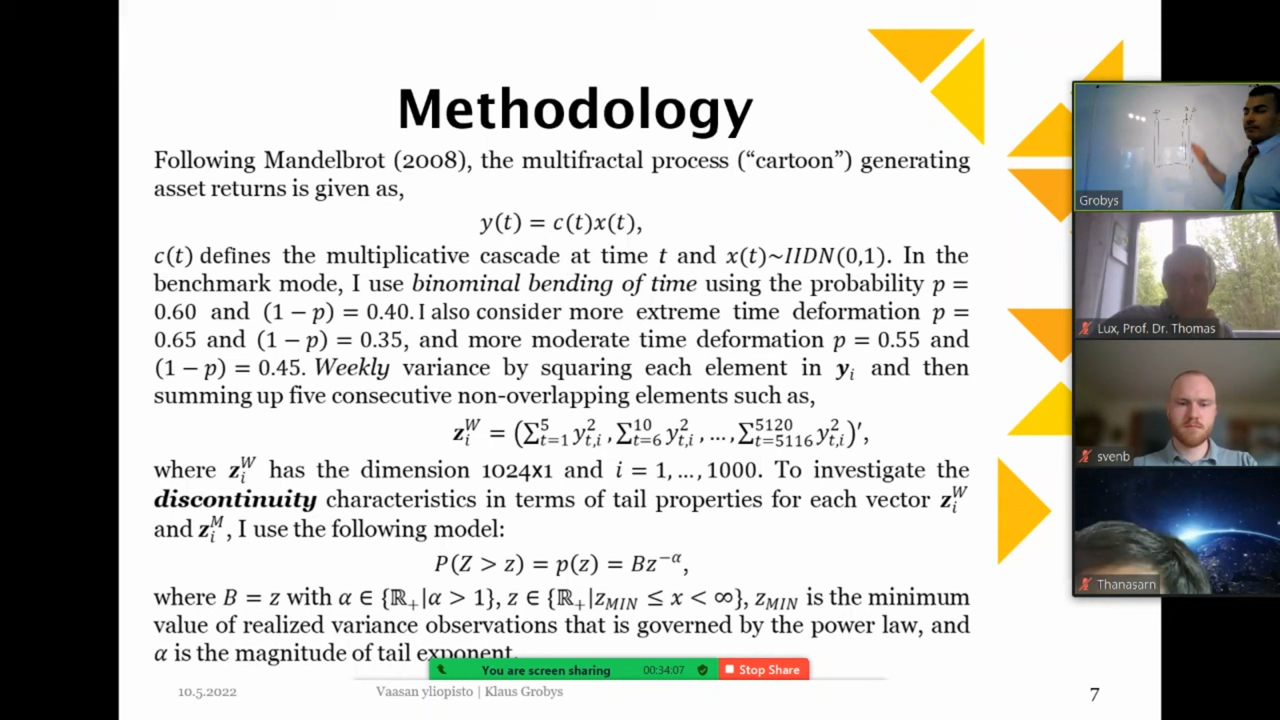 Methodology
Following Mandelbrot (2008), the multifractal process (“cartoon”) generating
asset returns is given as,
y(t) = c(t)x(t),
c(t) defines the multiplicative cascade at time t and x(t)~IIDN(0,1). In the
benchmark mode, I use binominal bending of time using the probability p =
0.60 and (1 − p) = 0.40. I also consider more extreme time deformation p =
0.65 and (1 − p) = 0.35, and more moderate time deformation p = 0.55 and
(1 − p) = 0.45. Weekly variance by squaring each element in yᵢ and then
summing up five consecutive non-overlapping elements such as,
zᵢᵂ = (∑⁵ₜ₌₁ y²ₜ,ᵢ , ∑¹⁰ₜ₌₆ y²ₜ,ᵢ , …, ∑⁵¹²⁰ₜ₌₅₁₁₆ y²ₜ,ᵢ)′,
where zᵢᵂ has the dimension 1024x1 and i = 1, …, 1000. To investigate the
discontinuity characteristics in terms of tail properties for each vector zᵢᵂ
and zᵢᴹ, I use the following model:
P(Z > z) = p(z) = Bz⁻ᵅ,
where B = z with α ∈ {ℝ₊|α > 1}, z ∈ {ℝ₊|z_MIN ≤ x < ∞}, z_MIN is the minimum
value of realized variance observations that is governed by the power law, and
α is the magnitude of tail exponent.
You are screen sharing
00:34:07
Stop Share
10.5.2022
Vaasan yliopisto | Klaus Grobys
7
Grobys
Lux, Prof. Dr. Thomas
svenb
Thanasarn